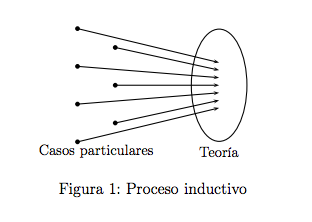 Casos particulares
Teoría
Figura 1: Proceso inductivo